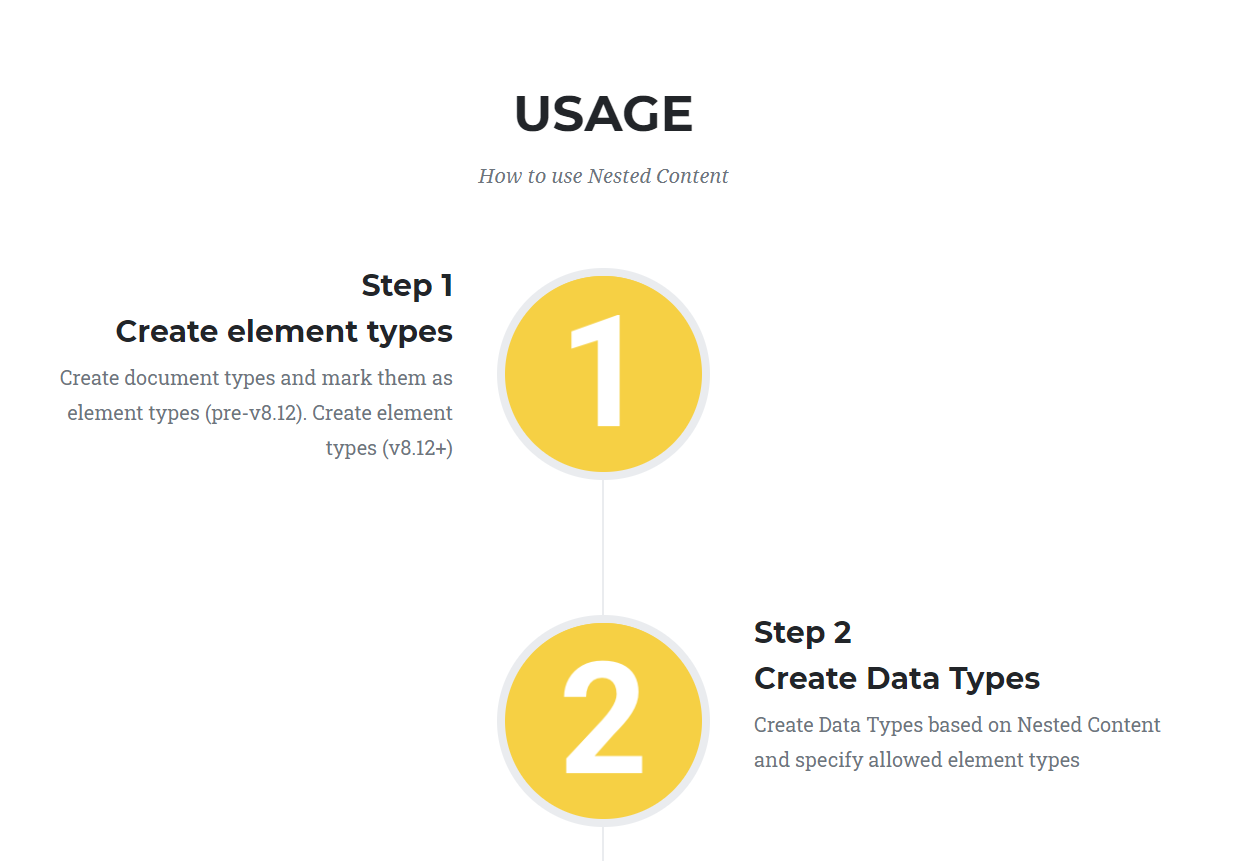 USAGE
How to use Nested Content
Step 1
Create element types
Create document types and mark them as
element types (pre-v8.12). Create element
types (v8.12+)
1
2
Step 2
Create Data Types
Create Data Types based on Nested Content
and specify allowed element types